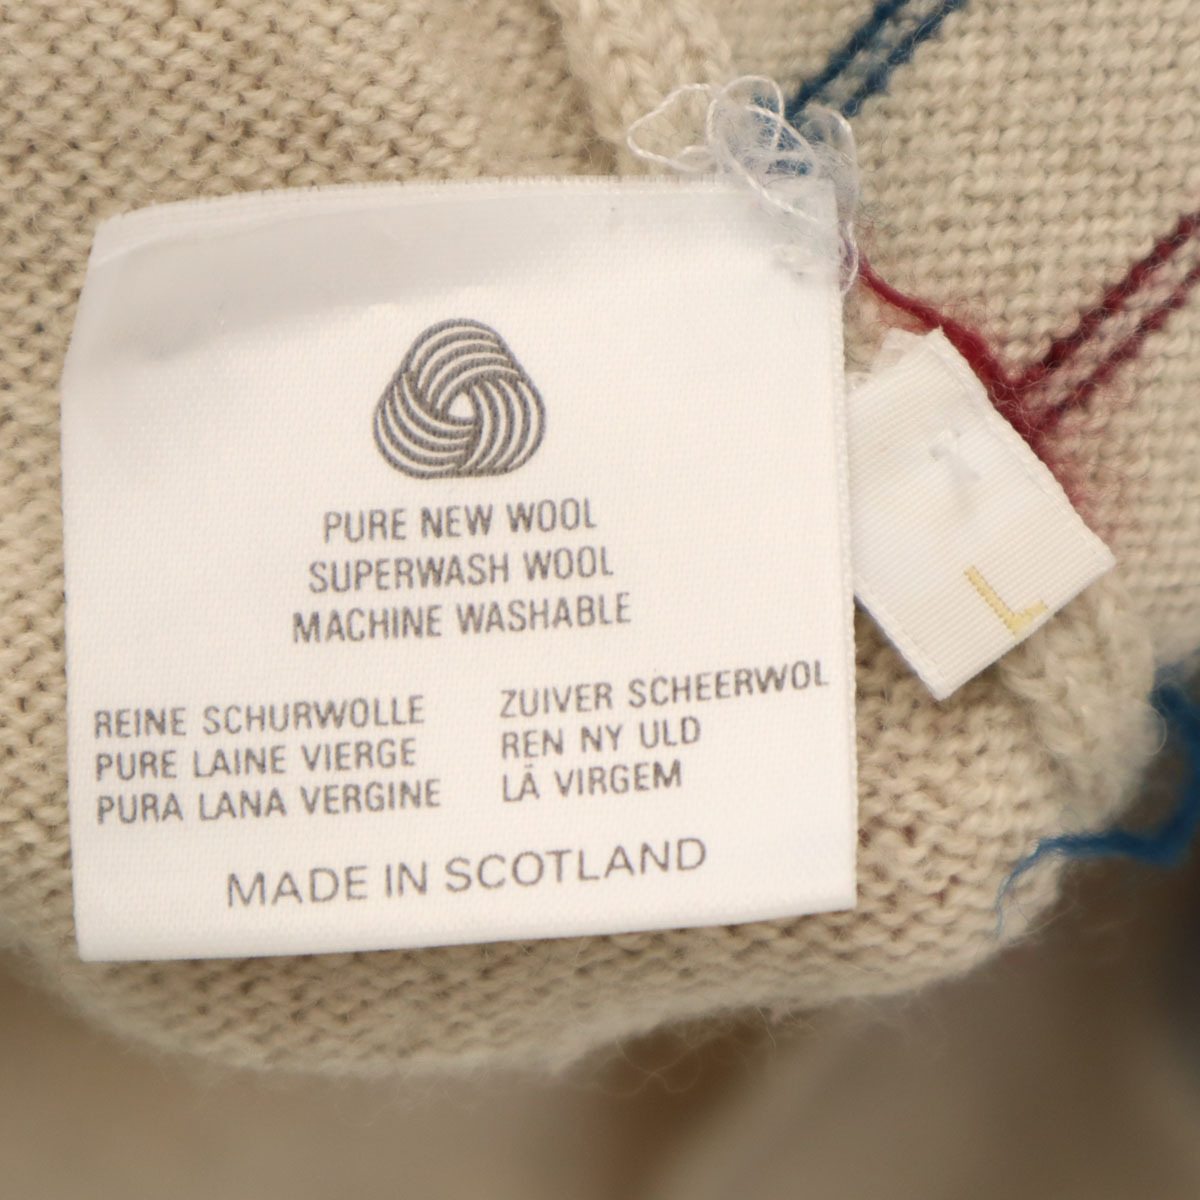 PURE NEW WOOL
SUPERWASH WOOL
MACHINE WASHABLE
REINE SCHURWOLLE
PURE LAINE VIERGE
PURA LANA VERGINE
ZUIVER SCHEERWOL
REN NY ULD
LÃ VIRGEM
MADE IN SCOTLAND
L